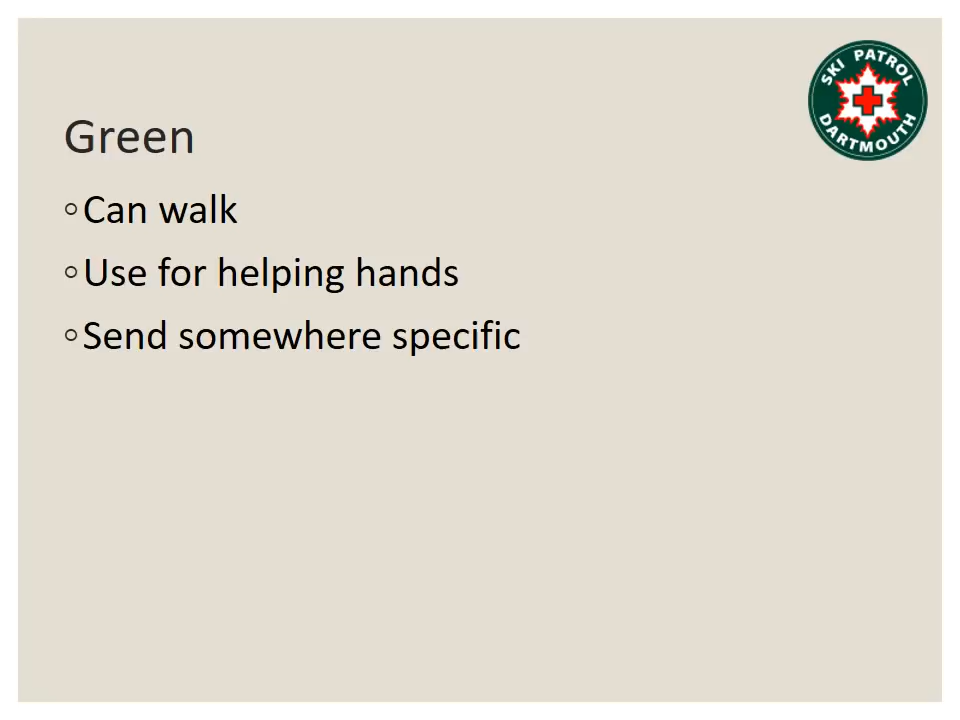 SKI PATROL
DARTMOUTH
Green
◦Can walk
◦Use for helping hands
◦Send somewhere specific